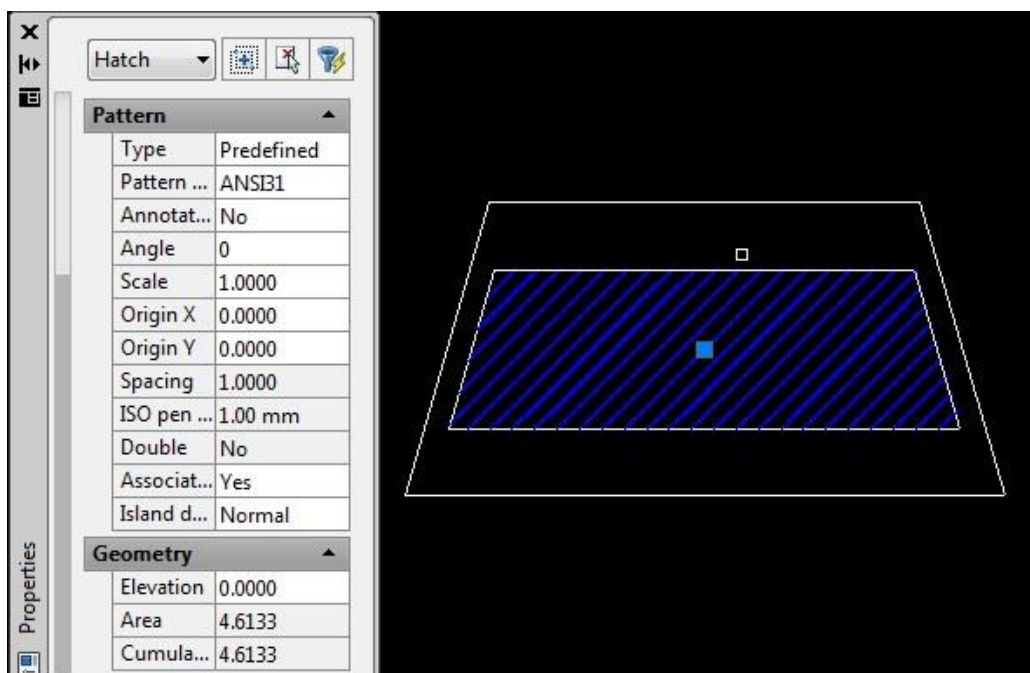 Hatch
Pattern
Type Predefined
Pattern ... ANSI31
Annotat... No
Angle 0
Scale 1.0000
Origin X 0.0000
Origin Y 0.0000
Spacing 1.0000
ISO pen ... 1.00 mm
Double No
Associat... Yes
Island d... Normal
Geometry
Elevation 0.0000
Area 4.6133
Cumula... 4.6133
Properties